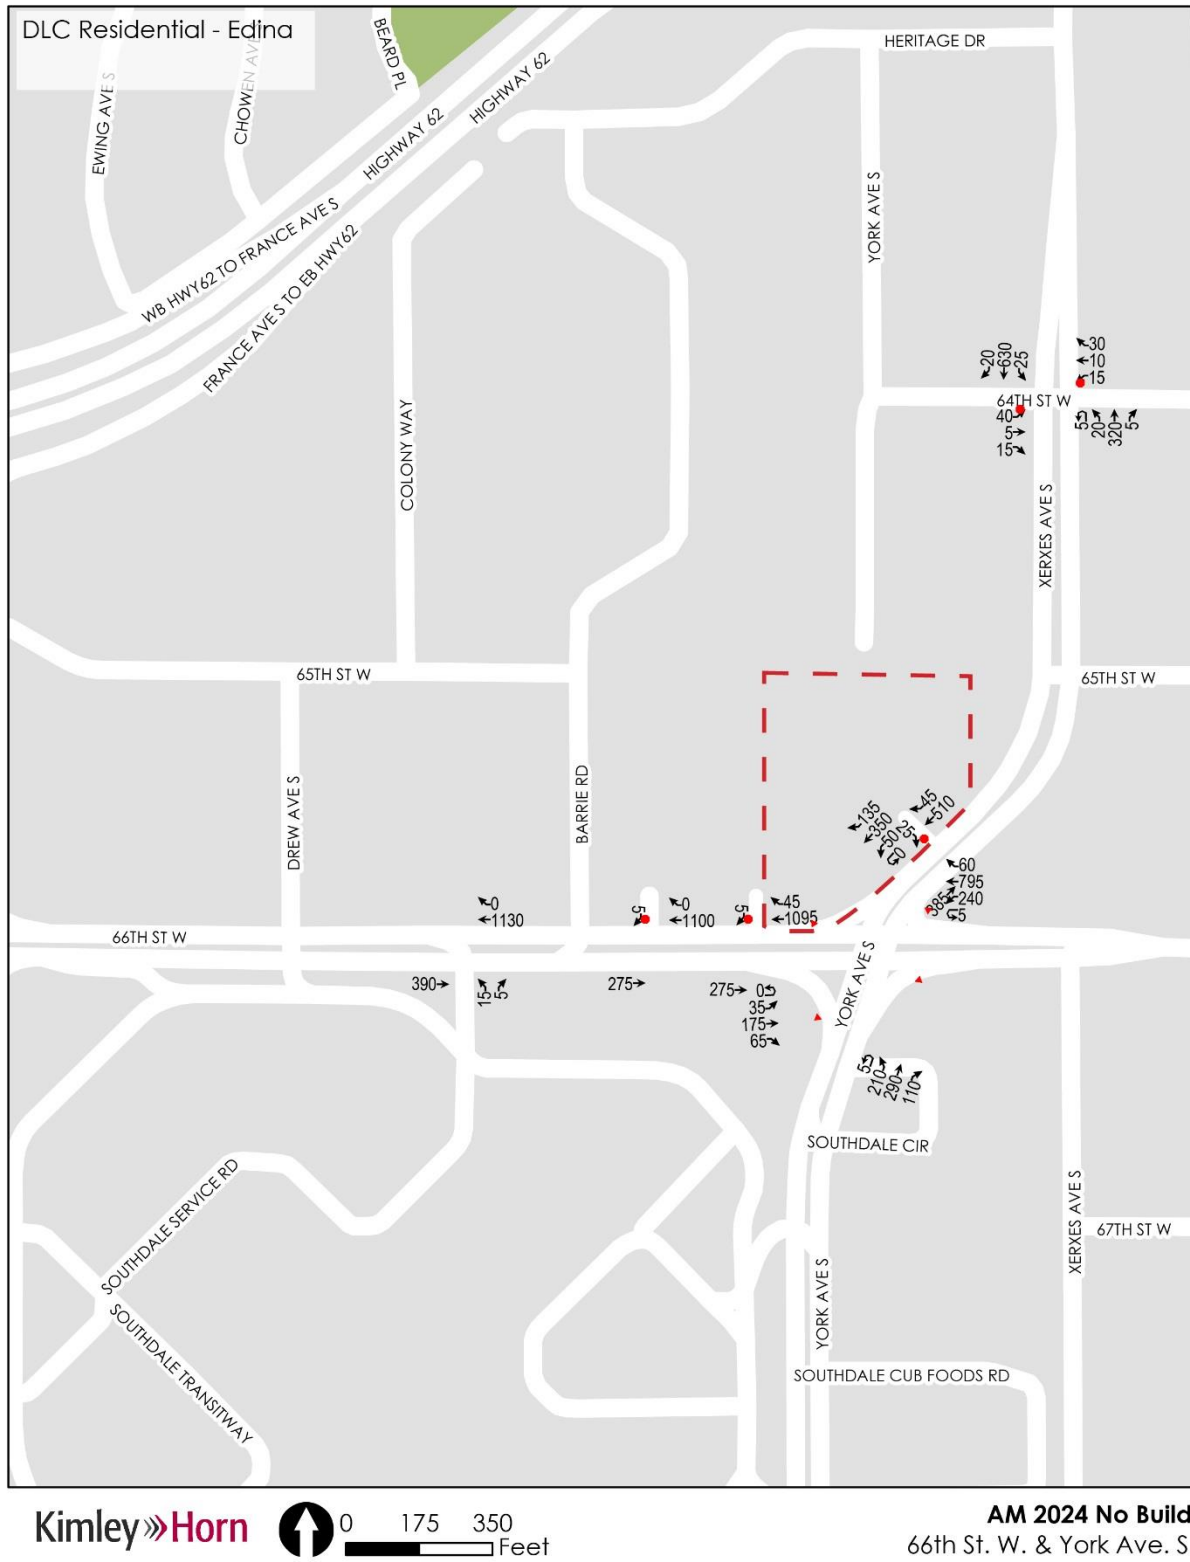 DLC Residential - Edina
BEARD PL
HERITAGE DR
EWING AVE S
CHOWEN AVE
HIGHWAY 62
HIGHWAY 62
WB HWY62 TO FRANCE AVE S
FRANCE AVE S TO EB HWY62
YORK AVE S
COLONY WAY
20
630
25
30
10
15
64TH ST W
40
5
15
5
20
320
5
XERXES AVE S
65TH ST W
65TH ST W
DREW AVE S
BARRIE RD
45
510
135
350
50
0
25
60
795
240
5
385
0
1130
5
0
1100
5
45
1095
66TH ST W
390
15
5
275
275
0
35
175
65
YORK AVE S
5
210
290
110
SOUTHDALE CIR
SOUTHDALE SERVICE RD
SOUTHDALE TRANSITWAY
XERXES AVE S
67TH ST W
YORK AVE S
SOUTHDALE CUB FOODS RD
Kimley»Horn
0 175 350
Feet
AM 2024 No Build
66th St. W. & York Ave. S